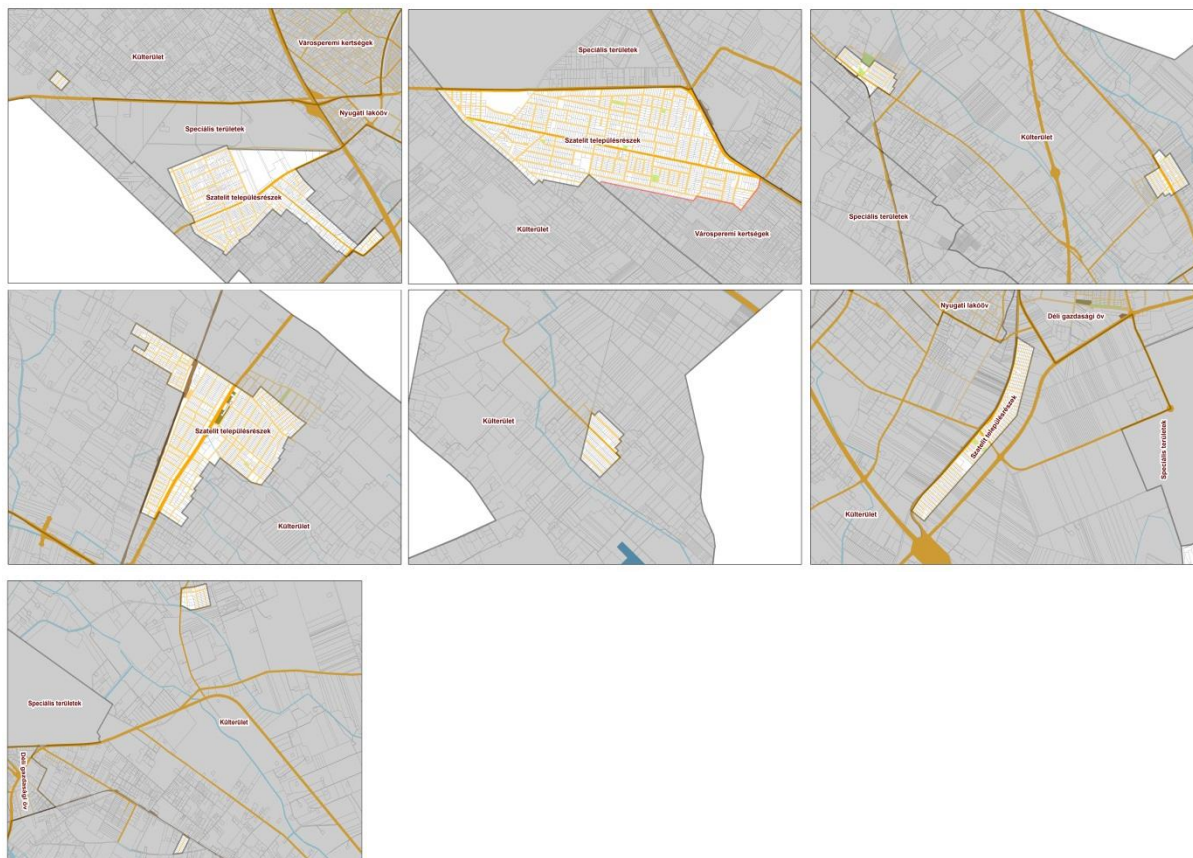 Külterület
Városperemi kertségek
Nyugati lakóöv
Speciális területek
Szatelit településrészek
Speciális területek
Szatelit településrészek
Külterület
Városperemi kertségek
Külterület
Speciális területek
Szatelit településrészek
Külterület
Külterület
Nyugati lakóöv
Déli gazdasági öv
Szatelit településrészek
Speciális területek
Külterület
Speciális területek
Külterület
Déli gazdasági öv